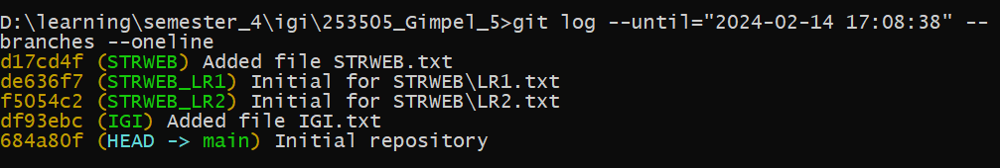 D:\learning\semester_4\igi\253505_Gimpel_5>git log --until="2024-02-14 17:08:38" --
branches --oneline
d17cd4f (STRWEB) Added file STRWEB.txt
de636f7 (STRWEB_LR1) Initial for STRWEB\LR1.txt
f5054c2 (STRWEB_LR2) Initial for STRWEB\LR2.txt
df93ebc (IGI) Added file IGI.txt
684a80f (HEAD -> main) Initial repository